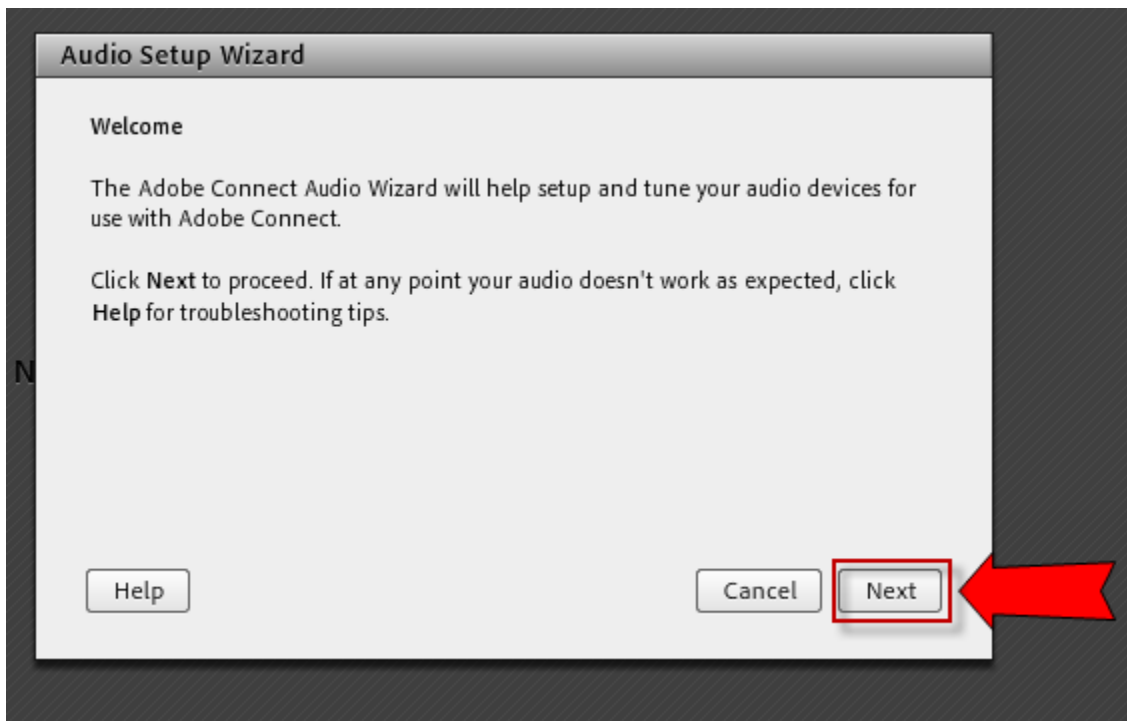 Audio Setup Wizard
Welcome
The Adobe Connect Audio Wizard will help setup and tune your audio devices for
use with Adobe Connect.
Click Next to proceed. If at any point your audio doesn't work as expected, click
Help for troubleshooting tips.
N
Help
Cancel
Next